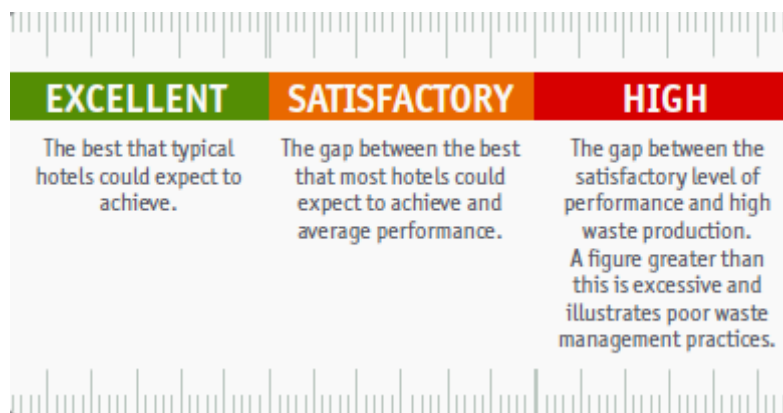 EXCELLENT
The best that typical
hotels could expect to
achieve.
SATISFACTORY
The gap between the best
that most hotels could
expect to achieve and
average performance.
HIGH
The gap between the
satisfactory level of
performance and high
waste production.
A figure greater than
this is excessive and
illustrates poor waste
management practices.